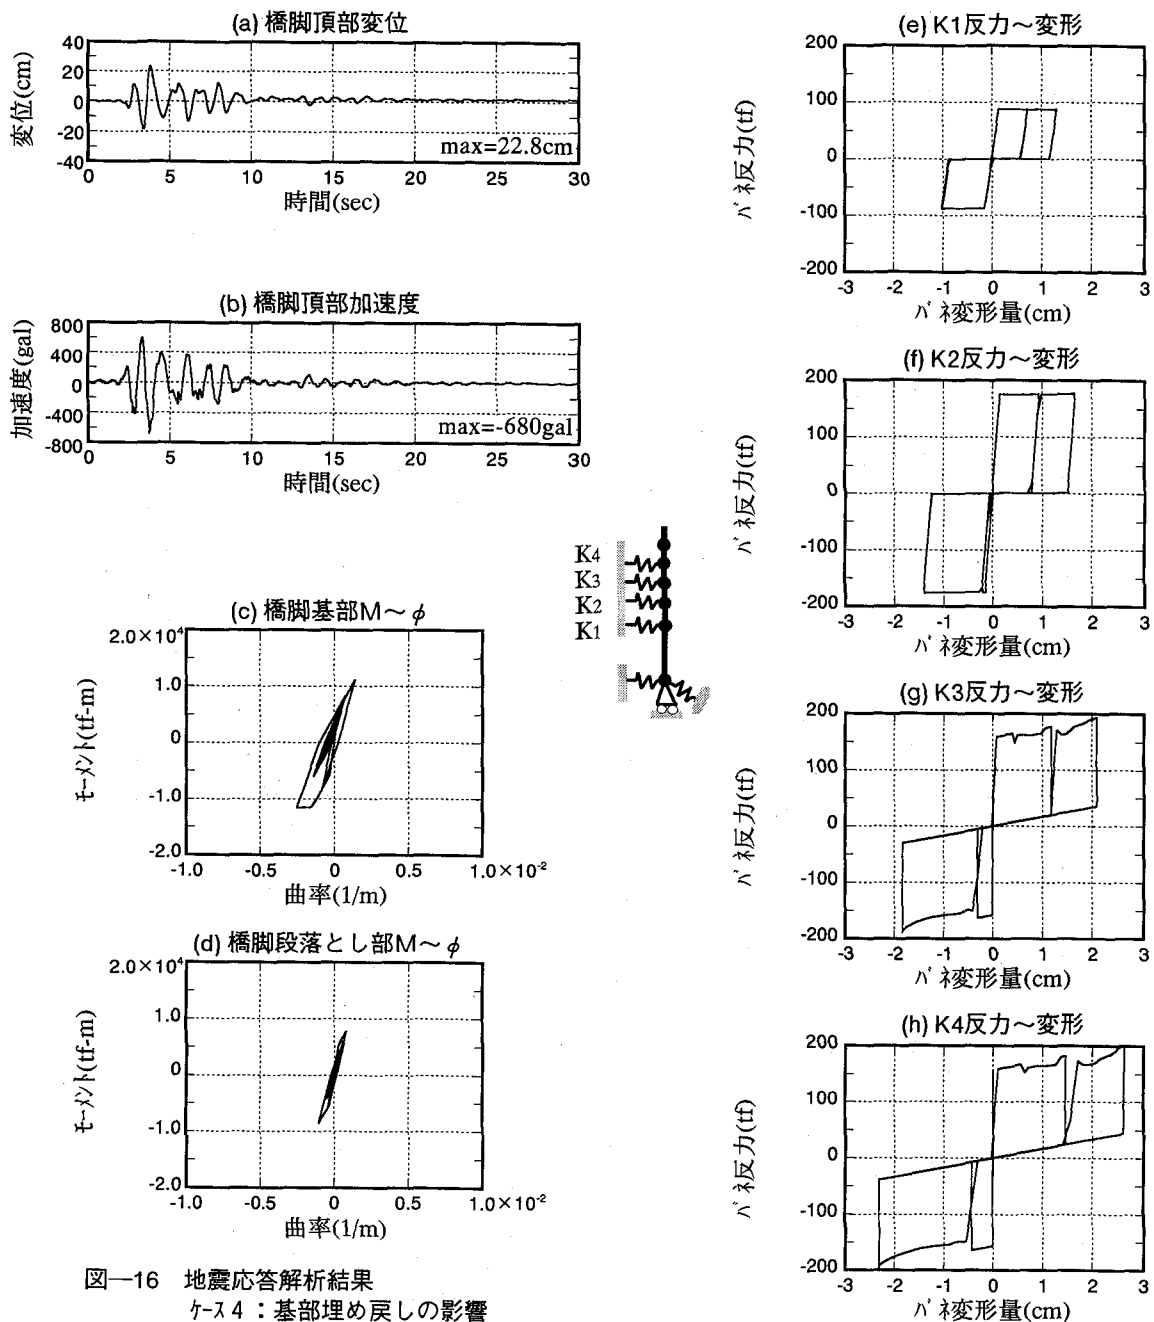 (a) 橋脚頂部変位
変位(cm)
40
20
0
-20
-40
max=22.8cm
0 5 10 15 20 25 30
時間(sec)
(b) 橋脚頂部加速度
加速度(gal)
800
400
0
-400
-800
max=-680gal
0 5 10 15 20 25 30
時間(sec)
(c) 橋脚基部M～φ
モーメント(tf-m)
2.0×10⁴
1.0
0
-1.0
-2.0
-1.0 -0.5 0 0.5 1.0×10⁻²
曲率(1/m)
(d) 橋脚段落とし部M～φ
モーメント(tf-m)
2.0×10⁴
1.0
0
-1.0
-2.0
-1.0 -0.5 0 0.5 1.0×10⁻²
曲率(1/m)
K4
K3
K2
K1
(e) K1反力～変形
バネ反力(tf)
200
100
0
-100
-200
-3 -2 -1 0 1 2 3
バネ変形量(cm)
(f) K2反力～変形
バネ反力(tf)
200
100
0
-100
-200
-3 -2 -1 0 1 2 3
バネ変形量(cm)
(g) K3反力～変形
バネ反力(tf)
200
100
0
-100
-200
-3 -2 -1 0 1 2 3
バネ変形量(cm)
(h) K4反力～変形
バネ反力(tf)
200
100
0
-100
-200
-3 -2 -1 0 1 2 3
バネ変形量(cm)
図―16 地震応答解析結果
ケース4：基部埋め戻しの影響